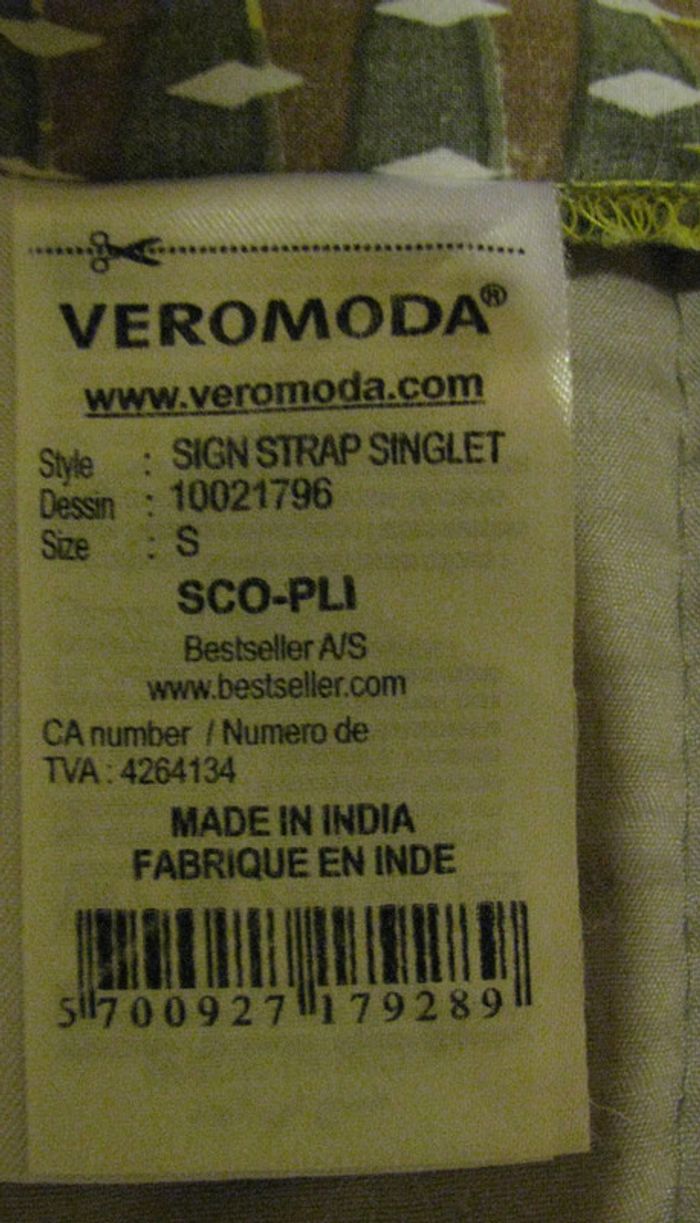 VEROMODA®
www.veromoda.com
Style : SIGN STRAP SINGLET
Dessin : 10021796
Size : S
SCO-PLI
Bestseller A/S
www.bestseller.com
CA number / Numero de
TVA : 4264134
MADE IN INDIA
FABRIQUE EN INDE
5 700927 179289